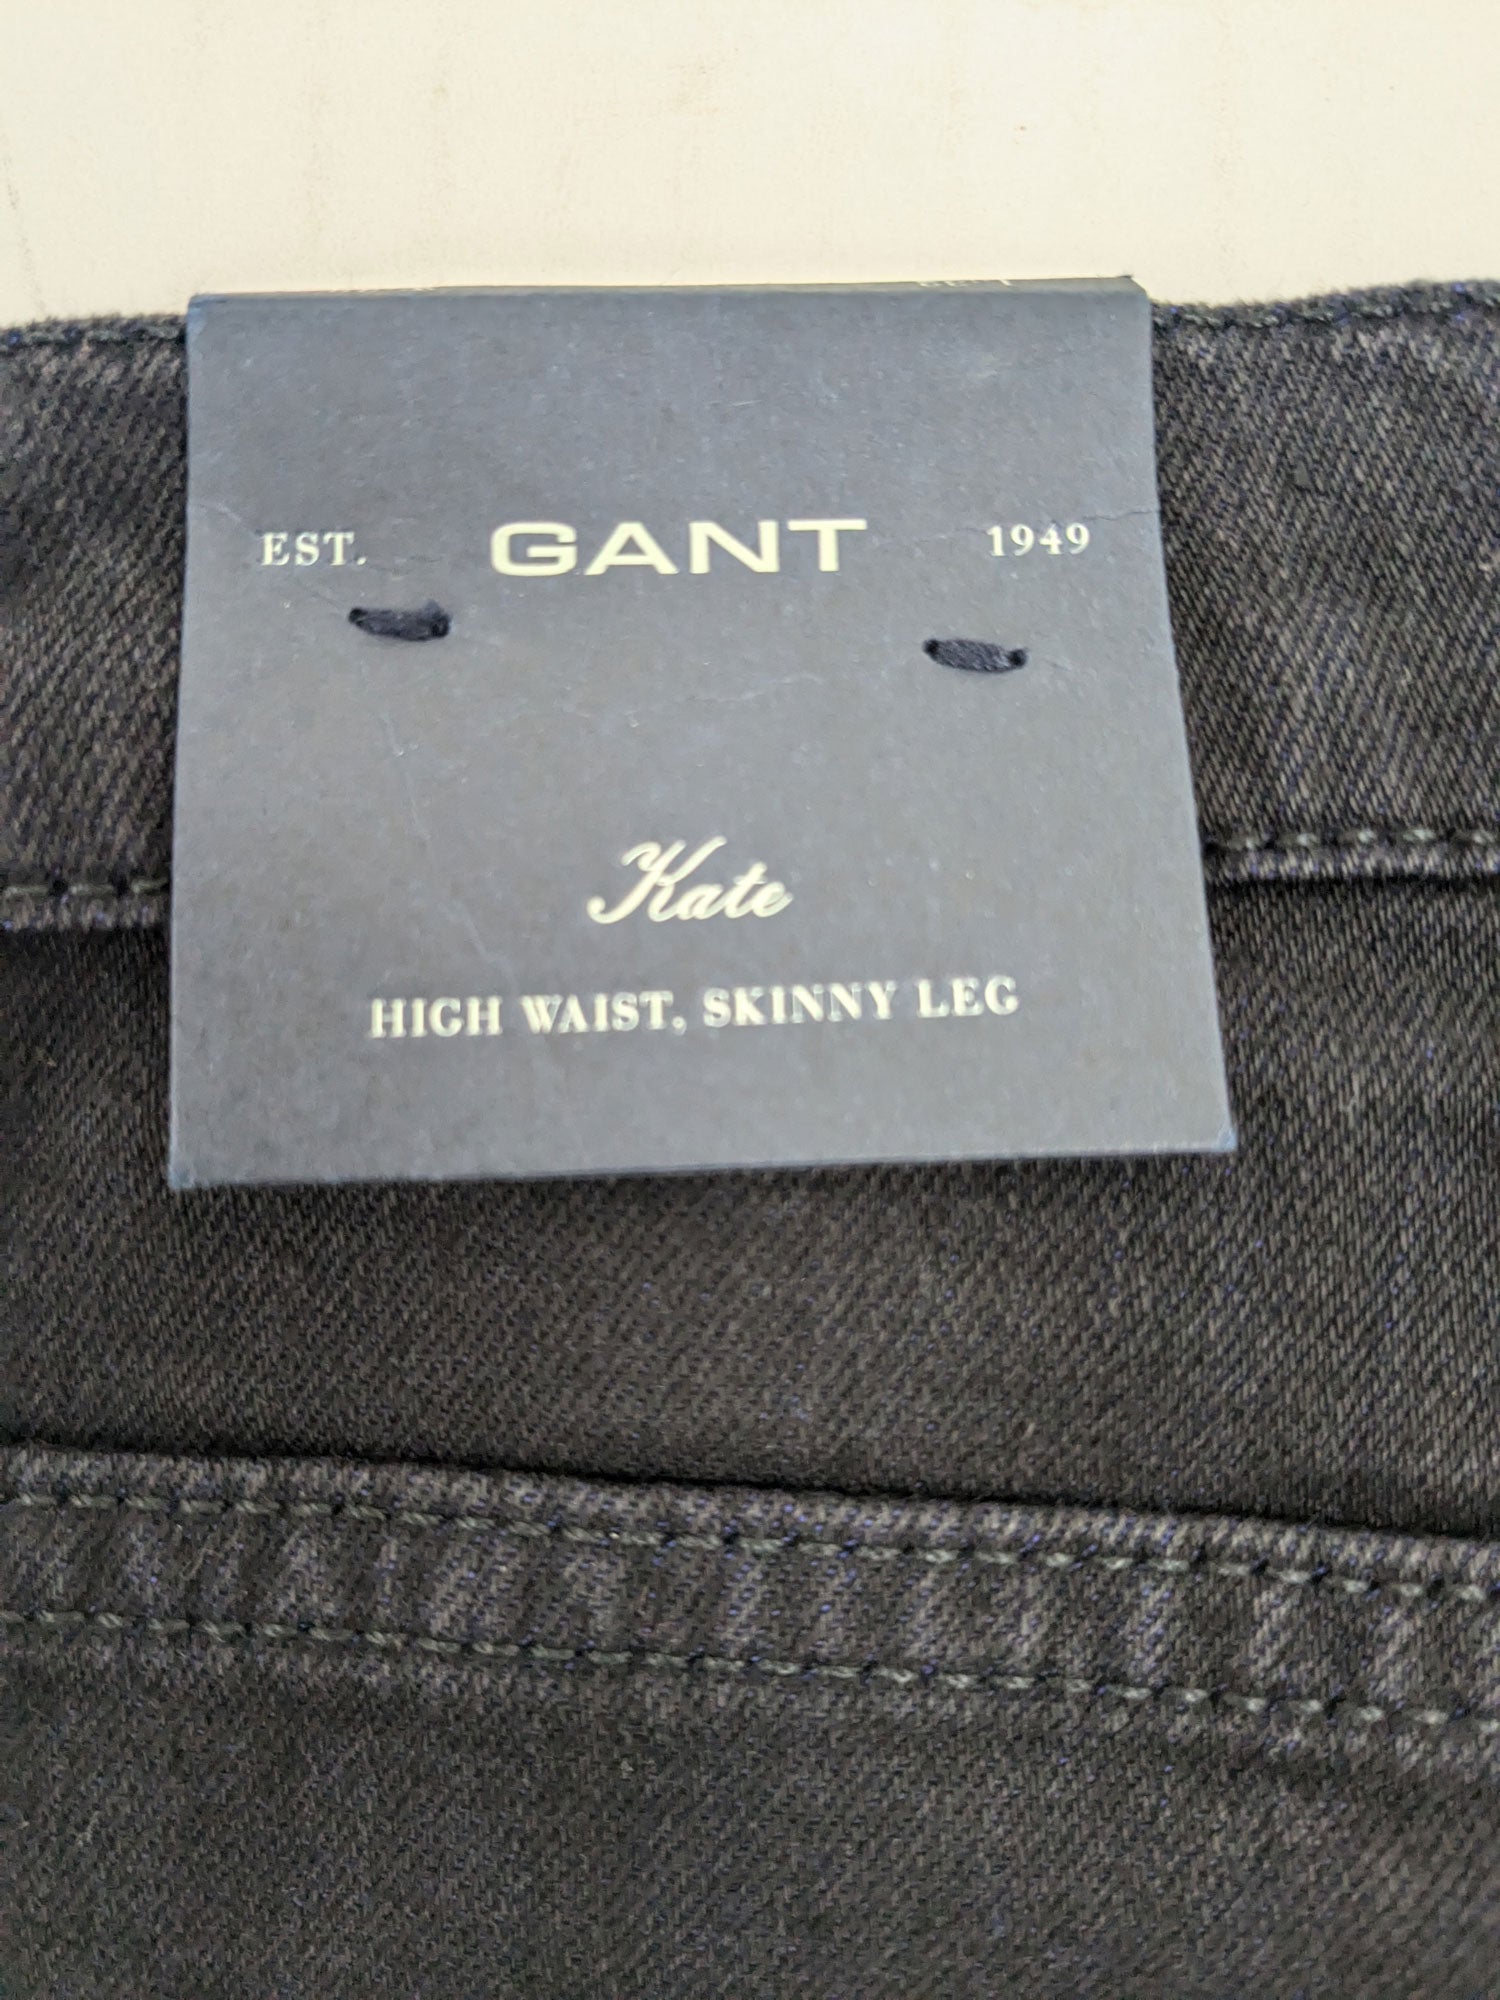 EST. GANT 1949
Kate
HIGH WAIST, SKINNY LEG